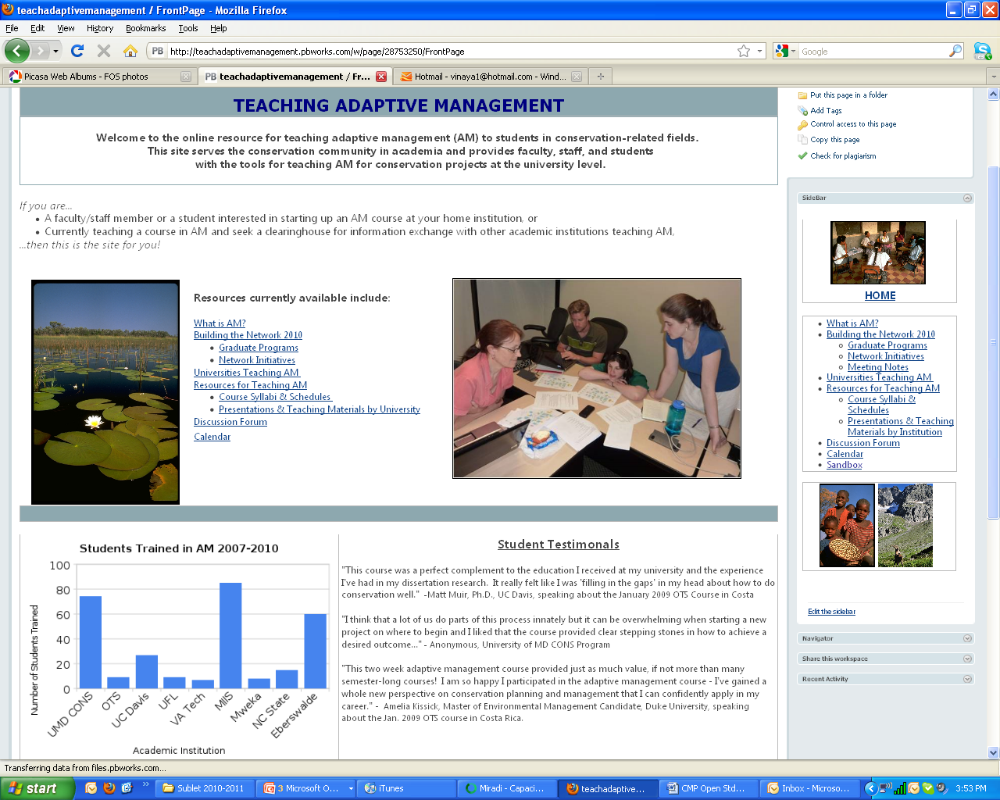 teachadaptivemanagement / FrontPage - Mozilla Firefox
File Edit View History Bookmarks Tools Help
PB http://teachadaptivemanagement.pbworks.com/w/page/28753250/FrontPage
Google
Picasa Web Albums - FOS photos
PB teachadaptivemanagement / Fr...
Hotmail - vinaya1@hotmail.com - Wind...
TEACHING ADAPTIVE MANAGEMENT
Welcome to the online resource for teaching adaptive management (AM) to students in conservation-related fields.
This site serves the conservation community in academia and provides faculty, staff, and students
with the tools for teaching AM for conservation projects at the university level.
If you are...
• A faculty/staff member or a student interested in starting up an AM course at your home institution, or
• Currently teaching a course in AM and seek a clearinghouse for information exchange with other academic institutions teaching AM,
...then this is the site for you!
Resources currently available include:
What is AM?
Building the Network 2010
• Graduate Programs
• Network Initiatives
Universities Teaching AM
Resources for Teaching AM
• Course Syllabi & Schedules
• Presentations & Teaching Materials by University
Discussion Forum
Calendar
Students Trained in AM 2007-2010
Number of Students Trained
100
80
60
40
20
0
UMD CONS
OTS
UC Davis
UFL
VA Tech
MIIS
Mweka
NC State
Eberswalde
Academic Institution
Student Testimonals
"This course was a perfect complement to the education I received at my university and the experience
I've had in my dissertation research. It really felt like I was 'filling in the gaps' in my head about how to do
conservation well." -Matt Muir, Ph.D., UC Davis, speaking about the January 2009 OTS Course in Costa
"I think that a lot of us do parts of this process innately but it can be overwhelming when starting a new
project on where to begin and I liked that the course provided clear stepping stones in how to achieve a
desired outcome..." - Anonymous, University of MD CONS Program
"This two week adaptive management course provided just as much value, if not more than many
semester-long courses! I am so happy I participated in the adaptive management course - I've gained a
whole new perspective on conservation planning and management that I can confidently apply in my
career." - Amelia Kissick, Master of Environmental Management Candidate, Duke University, speaking
about the Jan. 2009 OTS course in Costa Rica.
Put this page in a folder
Add Tags
Control access to this page
Copy this page
Check for plagiarism
SideBar
HOME
• What is AM?
• Building the Network 2010
○ Graduate Programs
○ Network Initiatives
○ Meeting Notes
• Universities Teaching AM
• Resources for Teaching AM
○ Course Syllabi &
Schedules
○ Presentations & Teaching
Materials by Institution
• Discussion Forum
• Calendar
• Sandbox
Edit the sidebar
Navigator
Share this workspace
Recent Activity
Transferring data from files.pbworks.com...
start
Sublet 2010-2011
3 Microsoft O...
iTunes
Miradi - Capaci...
teachadaptive...
CMP Open Std...
Inbox - Microso...
3:53 PM